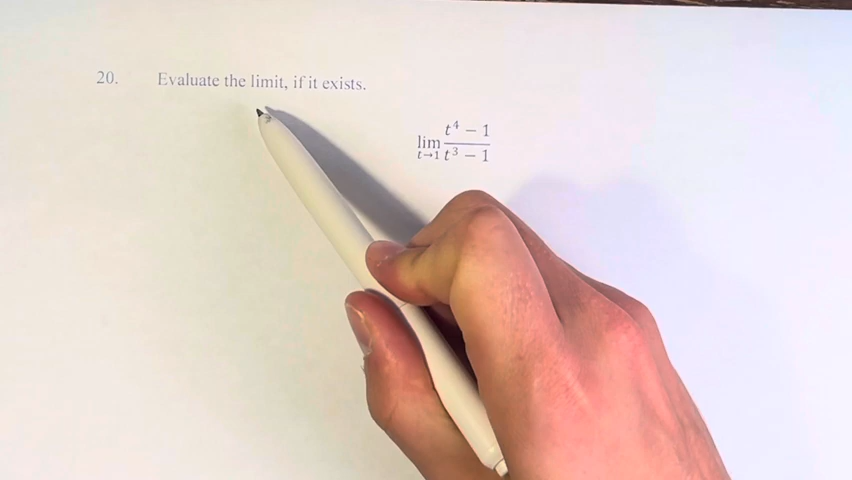 20. Evaluate the limit, if it exists.
lim t→1 t⁴ − 1 / t³ − 1